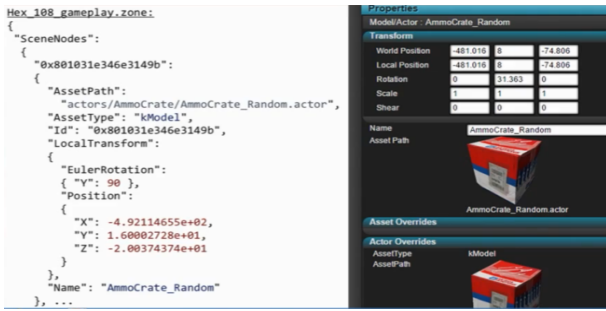 Hex_108_gameplay.zone:
{
"SceneNodes":
{
"0x801031e346e3149b":
{
"AssetPath":
"actors/AmmoCrate/AmmoCrate_Random.actor",
"AssetType": "kModel",
"Id": "0x801031e346e3149b",
"LocalTransform":
{
"EulerRotation":
{ "Y": 90 },
"Position":
{
"X": -4.92114655e+02,
"Y": 1.60002728e+01,
"Z": -2.00374374e+01
}
},
"Name": "AmmoCrate_Random"
}, ...
Properties
Model/Actor : AmmoCrate_Random
Transform
World Position -481.016 8 -74.806
Local Position -481.016 8 -74.806
Rotation 0 31.363 0
Scale 1 1 1
Shear 0 0 0
Name AmmoCrate_Random
Asset Path
AmmoCrate_Random.actor
Asset Overrides
Actor Overrides
AssetType kModel
AssetPath